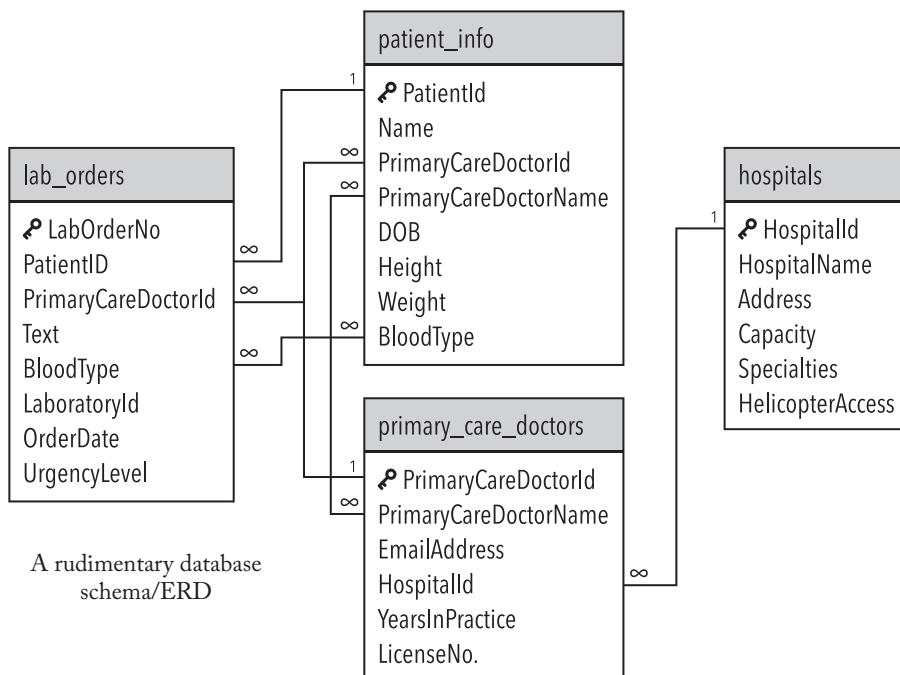 patient_info
1
PatientId
Name
∞
PrimaryCareDoctorId
∞
PrimaryCareDoctorName
DOB
Height
Weight
∞
BloodType
lab_orders
LabOrderNo
∞
PatientID
∞
PrimaryCareDoctorId
Text
∞
BloodType
LaboratoryId
OrderDate
UrgencyLevel
hospitals
1
HospitalId
HospitalName
Address
Capacity
Specialties
HelicopterAccess
primary_care_doctors
1
PrimaryCareDoctorId
∞
PrimaryCareDoctorName
EmailAddress
HospitalId
∞
YearsInPractice
LicenseNo.
A rudimentary database
schema/ERD